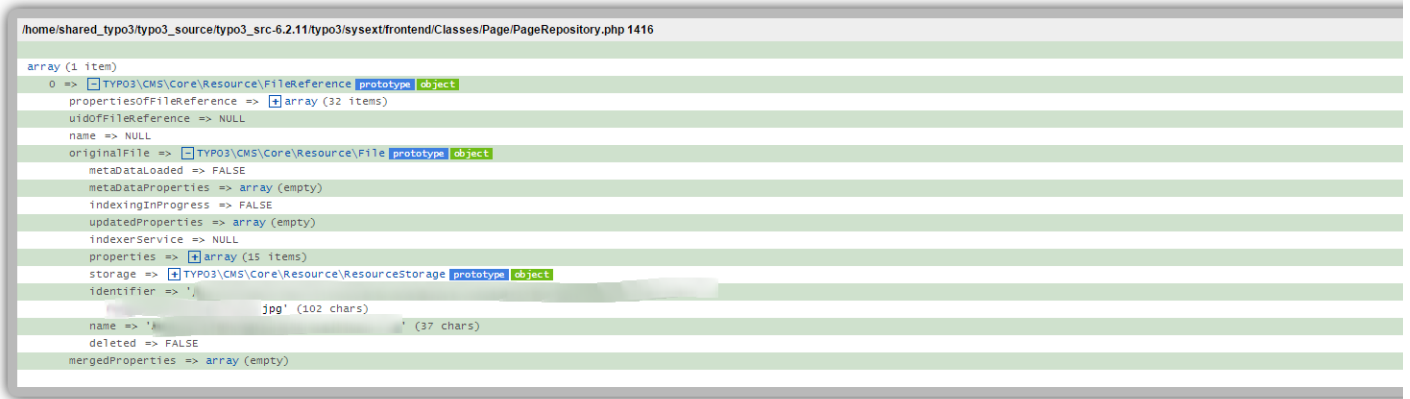 /home/shared_typo3/typo3_source/typo3_src-6.2.11/typo3/sysext/frontend/Classes/Page/PageRepository.php 1416
array (1 item)
0 => - TYPO3\CMS\Core\Resource\FileReference prototype object
propertiesOfFileReference => + array (32 items)
uidOfFileReference => NULL
name => NULL
originalFile => - TYPO3\CMS\Core\Resource\File prototype object
metaDataLoaded => FALSE
metaDataProperties => array (empty)
indexingInProgress => FALSE
updatedProperties => array (empty)
indexerService => NULL
properties => + array (15 items)
storage => + TYPO3\CMS\Core\Resource\ResourceStorage prototype object
identifier => '/
jpg' (102 chars)
name => ' ' (37 chars)
deleted => FALSE
mergedProperties => array (empty)